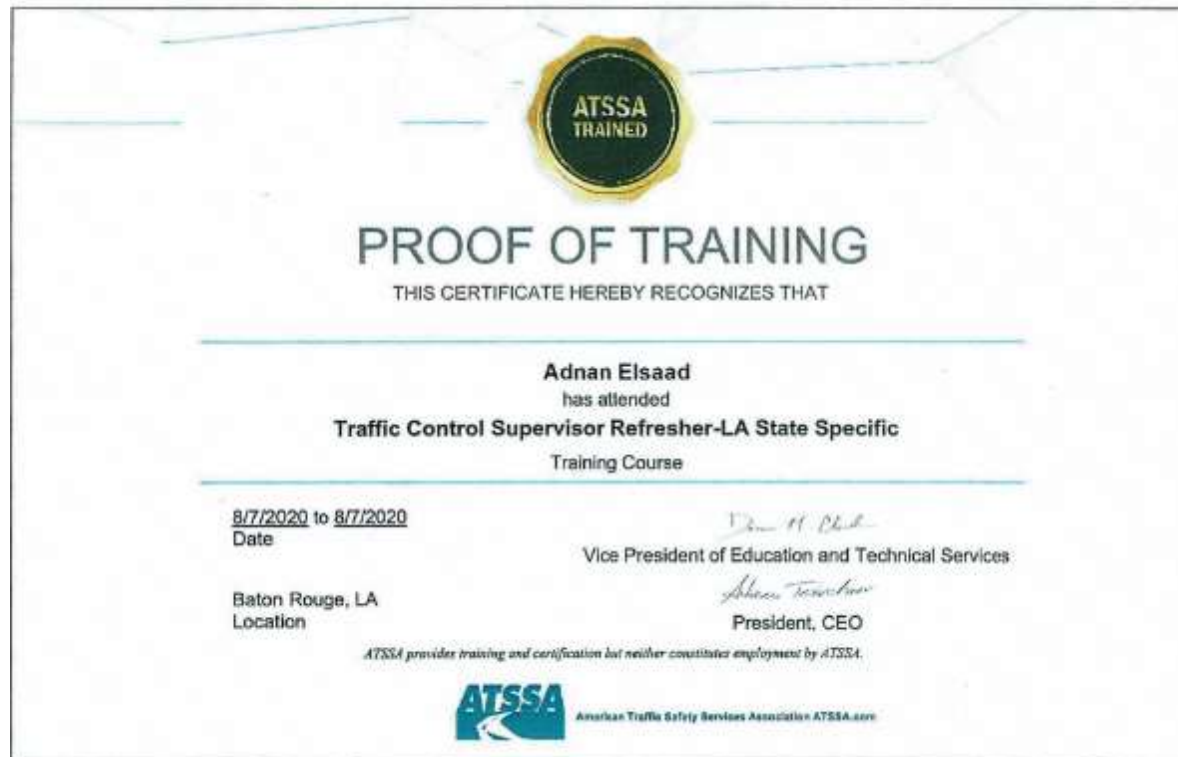 ATSSA
TRAINED
PROOF OF TRAINING
THIS CERTIFICATE HEREBY RECOGNIZES THAT
Adnan Elsaad
has attended
Traffic Control Supervisor Refresher-LA State Specific
Training Course
8/7/2020 to 8/7/2020
Date
Vice President of Education and Technical Services
Baton Rouge, LA
Location
President, CEO
ATSSA provides training and certification but neither constitutes employment by ATSSA.
ATSSA
American Traffic Safety Services Association ATSSA.com